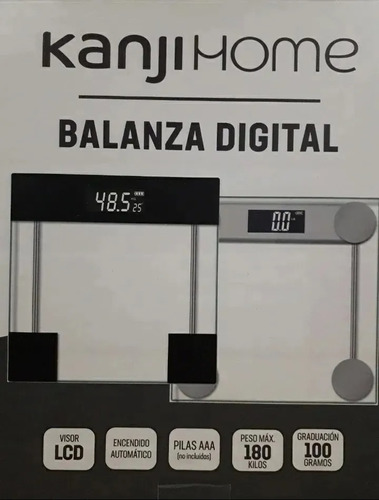 KanjiHOME
BALANZA DIGITAL
48.5
25°
0.0
VISOR
LCD
ENCENDIDO
AUTOMÁTICO
PILAS AAA
(no incluidas)
PESO MÁX.
180
KILOS
GRADUACIÓN
100
GRAMOS